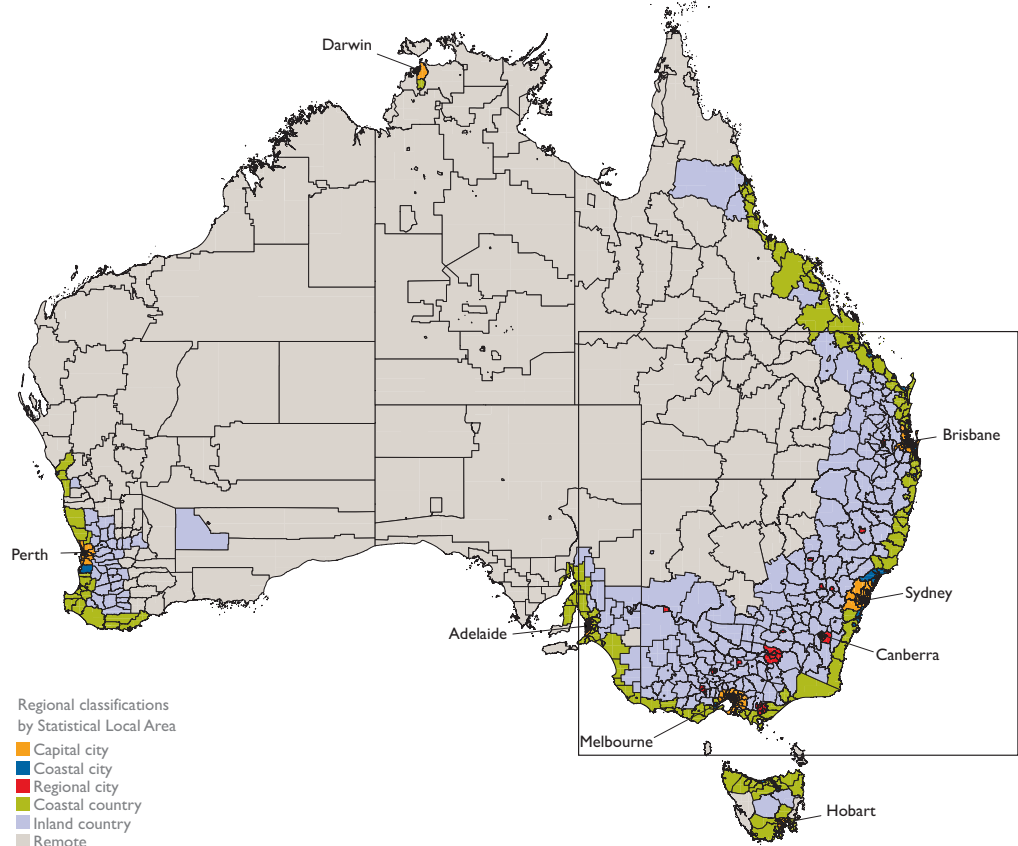 Darwin
Brisbane
Perth
Sydney
Adelaide
Canberra
Melbourne
Hobart
Regional classifications
by Statistical Local Area
Capital city
Coastal city
Regional city
Coastal country
Inland country
Remote